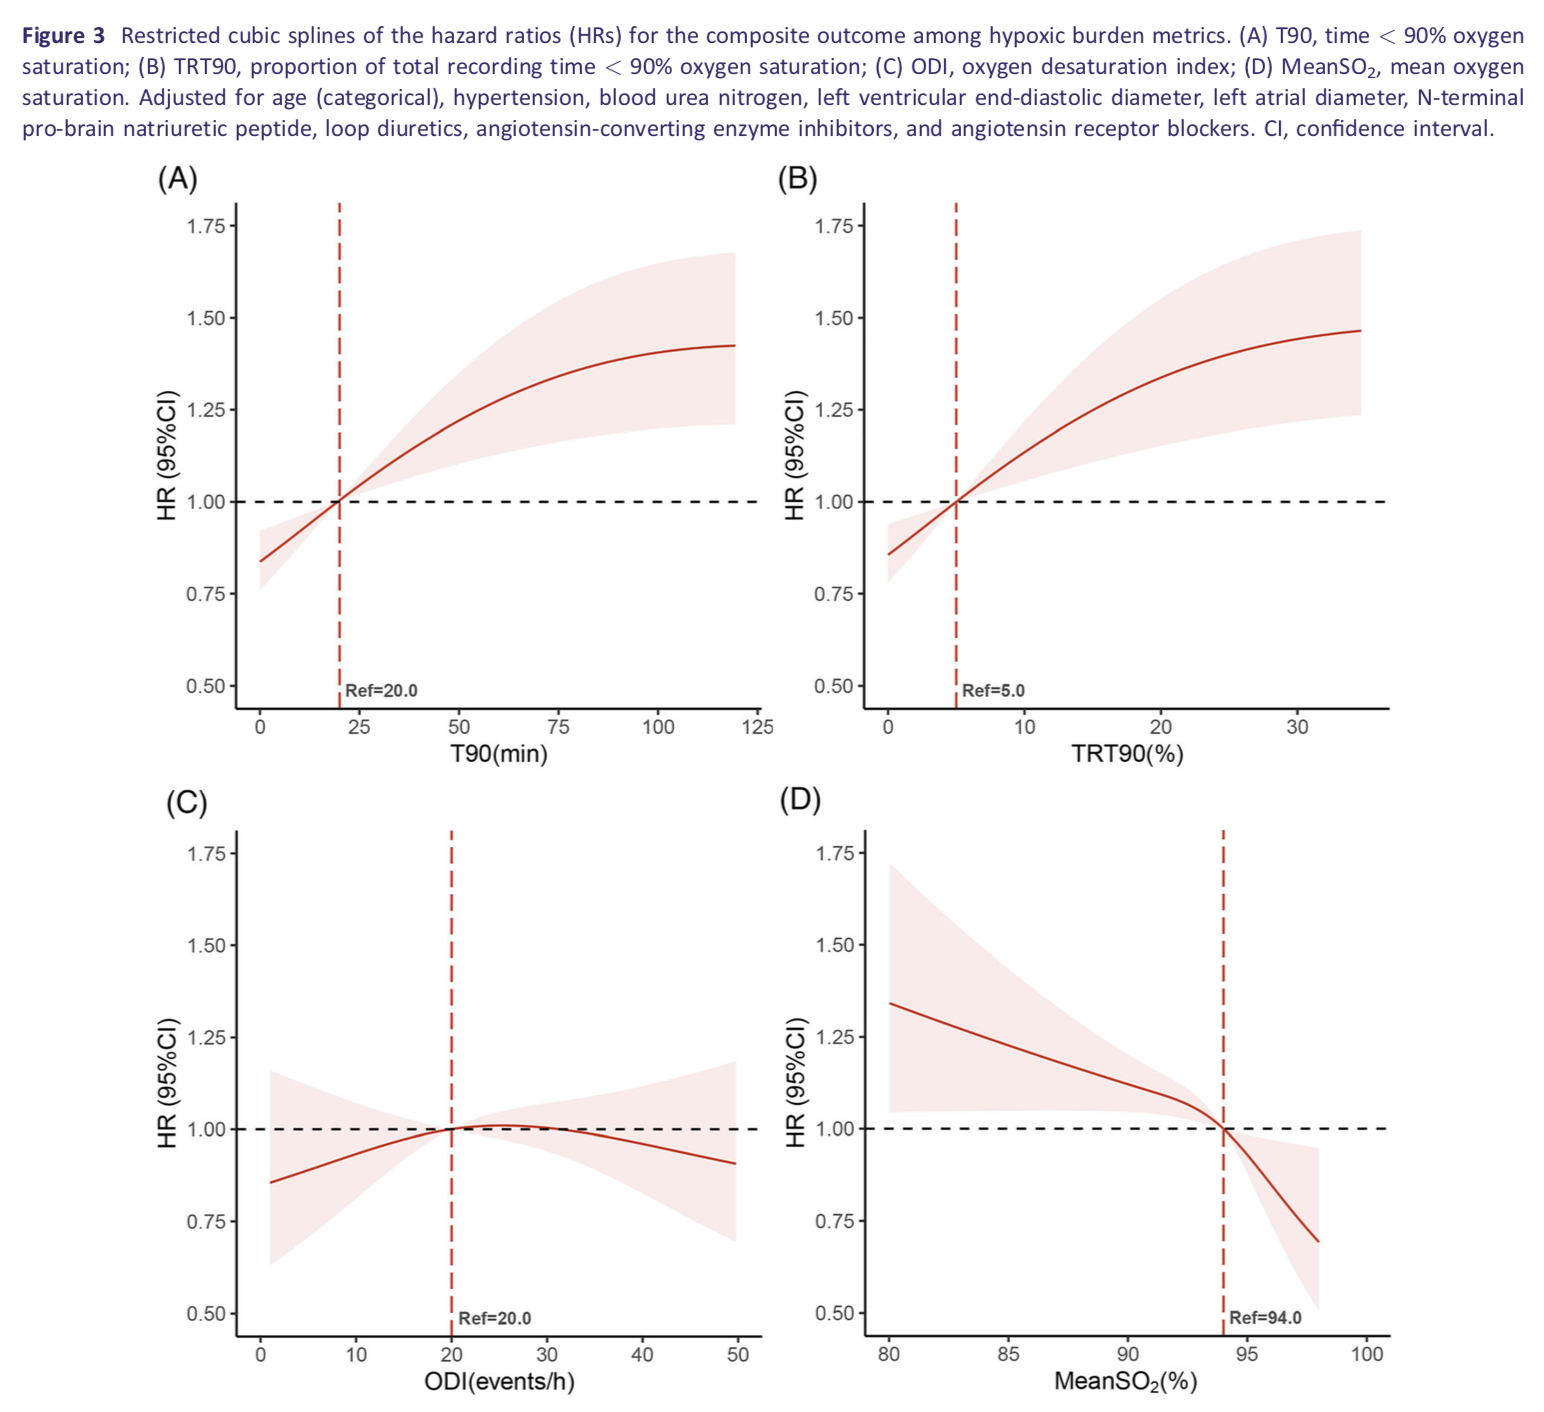 Figure 3 Restricted cubic splines of the hazard ratios (HRs) for the composite outcome among hypoxic burden metrics. (A) T90, time < 90% oxygen
saturation; (B) TRT90, proportion of total recording time < 90% oxygen saturation; (C) ODI, oxygen desaturation index; (D) MeanSO₂, mean oxygen
saturation. Adjusted for age (categorical), hypertension, blood urea nitrogen, left ventricular end-diastolic diameter, left atrial diameter, N-terminal
pro-brain natriuretic peptide, loop diuretics, angiotensin-converting enzyme inhibitors, and angiotensin receptor blockers. CI, confidence interval.
(A)
HR (95%CI)
1.75
1.50
1.25
1.00
0.75
0.50
Ref=20.0
0 25 50 75 100 125
T90(min)
(B)
HR (95%CI)
1.75
1.50
1.25
1.00
0.75
0.50
Ref=5.0
0 10 20 30
TRT90(%)
(C)
HR (95%CI)
1.75
1.50
1.25
1.00
0.75
0.50
Ref=20.0
0 10 20 30 40 50
ODI(events/h)
(D)
HR (95%CI)
1.75
1.50
1.25
1.00
0.75
0.50
Ref=94.0
80 85 90 95 100
MeanSO₂(%)